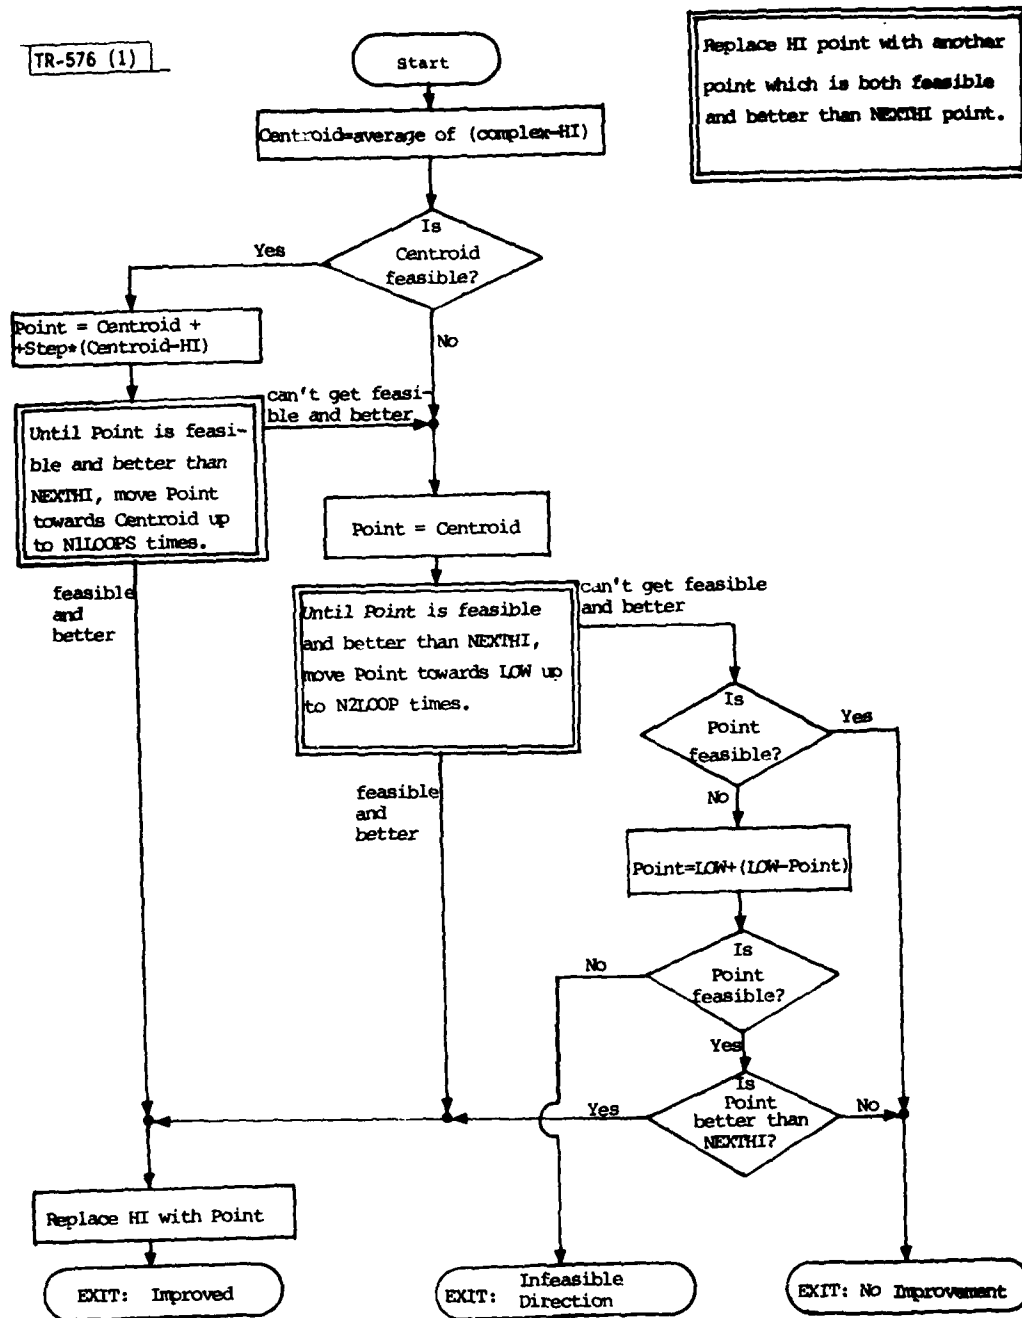 TR-576 (1)
Start
Replace HI point with another
point which is both feasible
and better than NEXTHI point.
Centroid=average of (complex-HI)
Is
Centroid
feasible?
Yes
No
Point = Centroid +
+Step*(Centroid-HI)
can't get feasi-
ble and better
Until Point is feasi-
ble and better than
NEXTHI, move Point
towards Centroid up
to N1LOOPS times.
feasible
and
better
Point = Centroid
Until Point is feasible
and better than NEXTHI,
move Point towards LOW up
to N2LOOP times.
can't get feasible
and better
feasible
and
better
Is
Point
feasible?
Yes
No
Point=LOW+(LOW-Point)
Is
Point
feasible?
No
Yes
Is
Point
better than
NEXTHI?
Yes
No
Replace HI with Point
EXIT: Improved
Infeasible
EXIT: Direction
EXIT: No Improvement